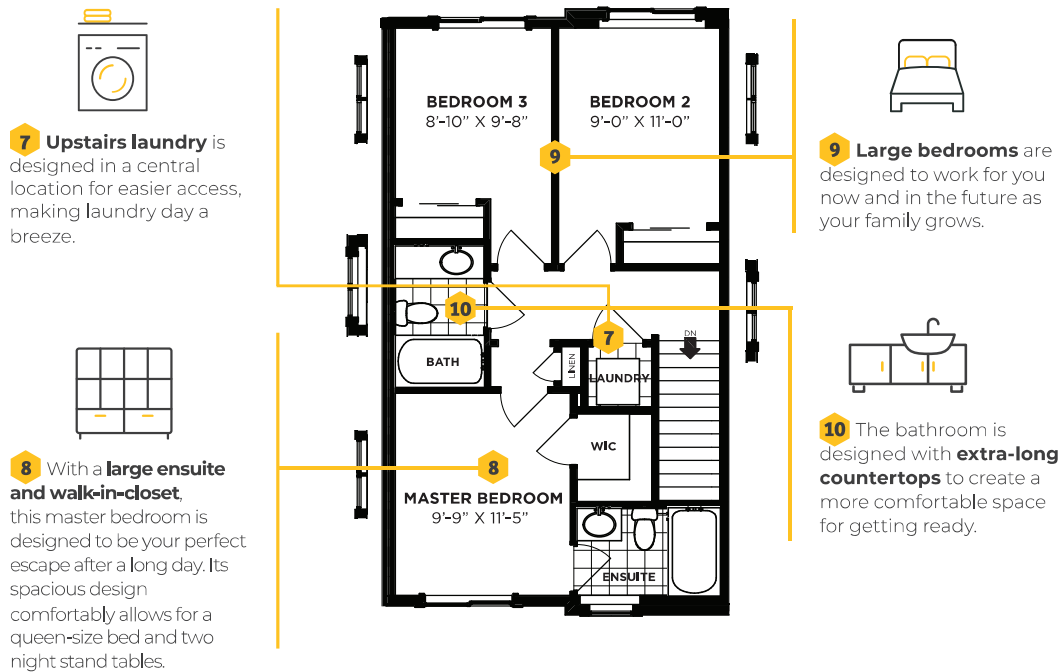 7 Upstairs laundry is
designed in a central
location for easier access,
making laundry day a
breeze.
8 With a large ensuite
and walk-in-closet,
this master bedroom is
designed to be your perfect
escape after a long day. Its
spacious design
comfortably allows for a
queen-size bed and two
night stand tables.
BEDROOM 3
8'-10" X 9'-8"
BEDROOM 2
9'-0" X 11'-0"
9
10
7
DN
BATH
LINEN
LAUNDRY
WIC
8
MASTER BEDROOM
9'-9" X 11'-5"
ENSUITE
9 Large bedrooms are
designed to work for you
now and in the future as
your family grows.
10 The bathroom is
designed with extra-long
countertops to create a
more comfortable space
for getting ready.